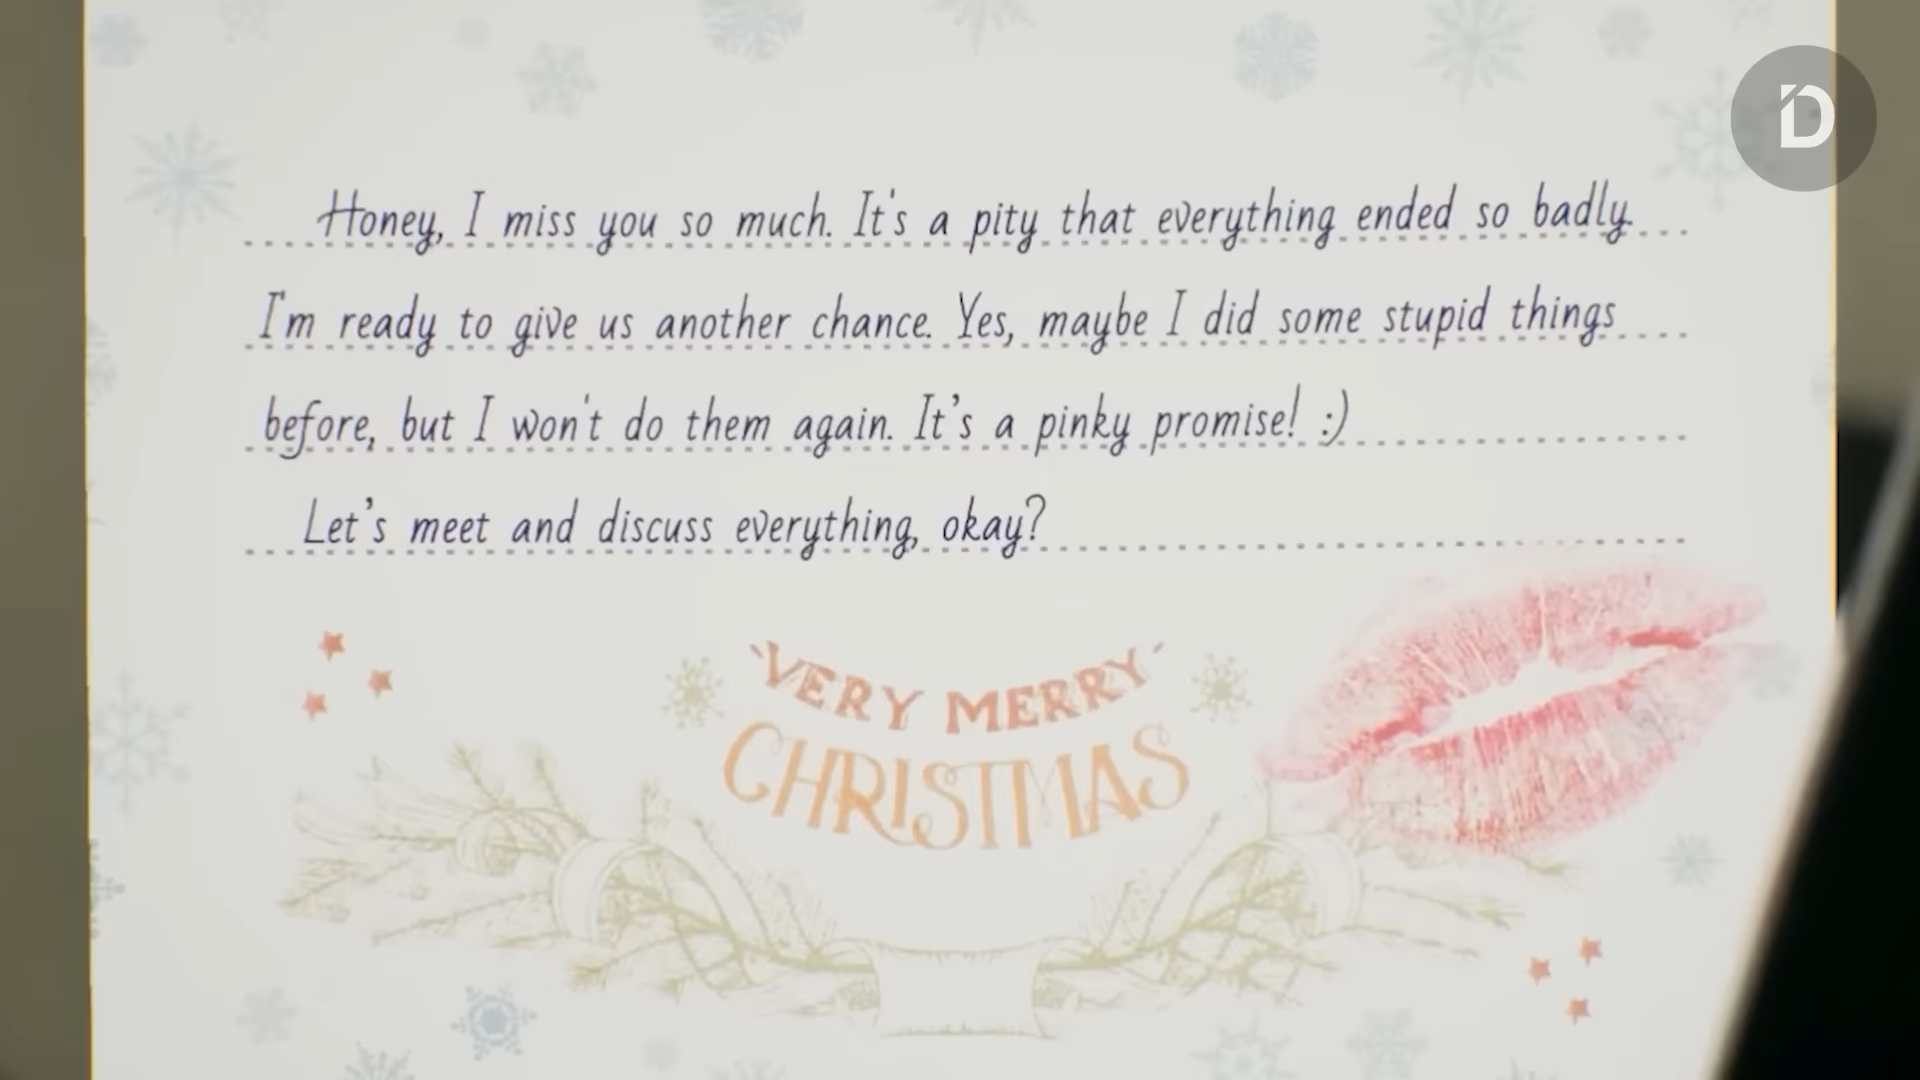 Honey, I miss you so much. It's a pity that everything ended so badly.
I'm ready to give us another chance. Yes, maybe I did some stupid things
before, but I won't do them again. It's a pinky promise! :)
Let's meet and discuss everything, okay?
VERY MERRY
CHRISTMAS
D